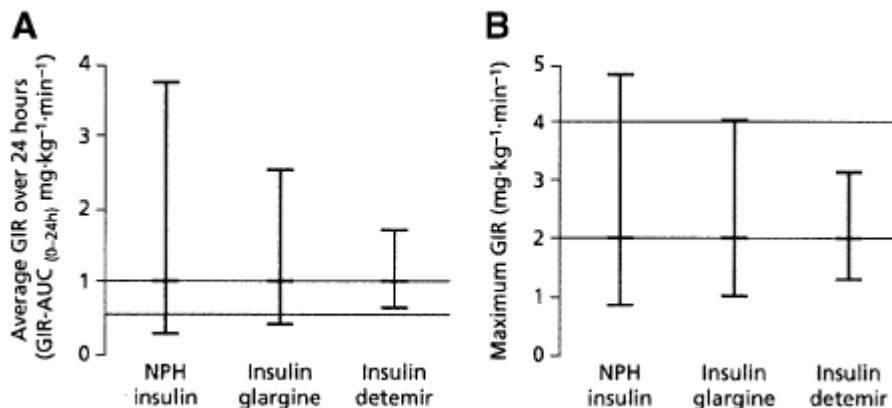 A
Average GIR over 24 hours
(GIR-AUC (0–24h) mg·kg⁻¹·min⁻¹)
4
3
2
1
0
NPH
insulin
Insulin
glargine
Insulin
detemir
B
Maximum GIR (mg·kg⁻¹·min⁻¹)
5
4
3
2
1
0
NPH
insulin
Insulin
glargine
Insulin
detemir